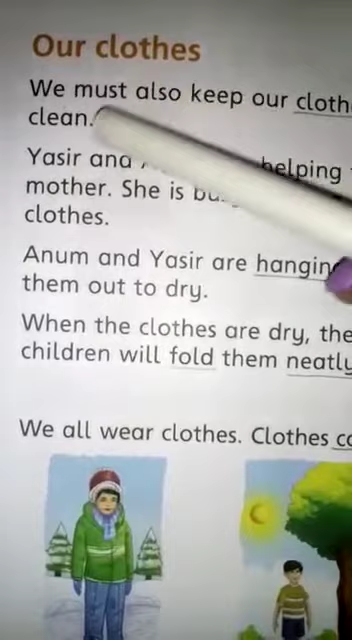 Our clothes
We must also keep our
clean.
Yasir and helping
mother. She is
clothes.
Anum and Yasir are hanging
them out to dry.
When the clothes are dry, the
children will fold them neatly
We all wear clothes. Clothes